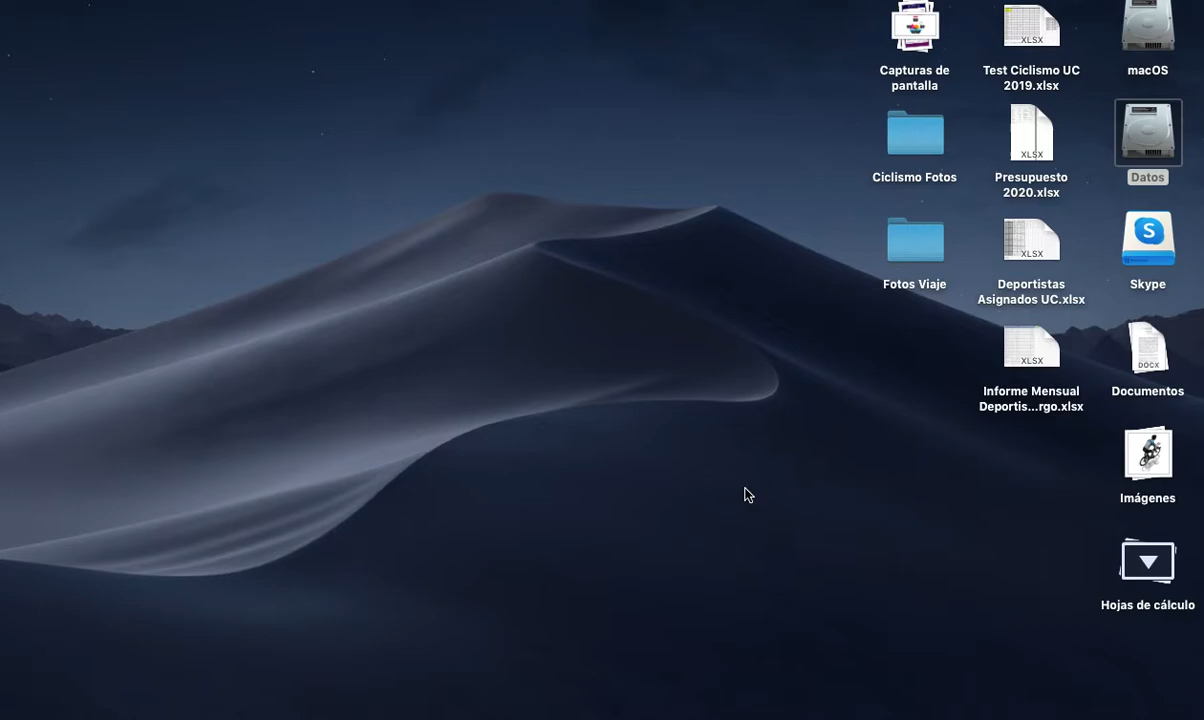 Capturas de
pantalla
XLSX
Test Ciclismo UC
2019.xlsx
macOS
Ciclismo Fotos
XLSX
Presupuesto
2020.xlsx
Datos
Fotos Viaje
XLSX
Deportistas
Asignados UC.xlsx
S
Skype
XLSX
Informe Mensual
Deportis...rgo.xlsx
DOCX
Documentos
Imágenes
Hojas de cálculo